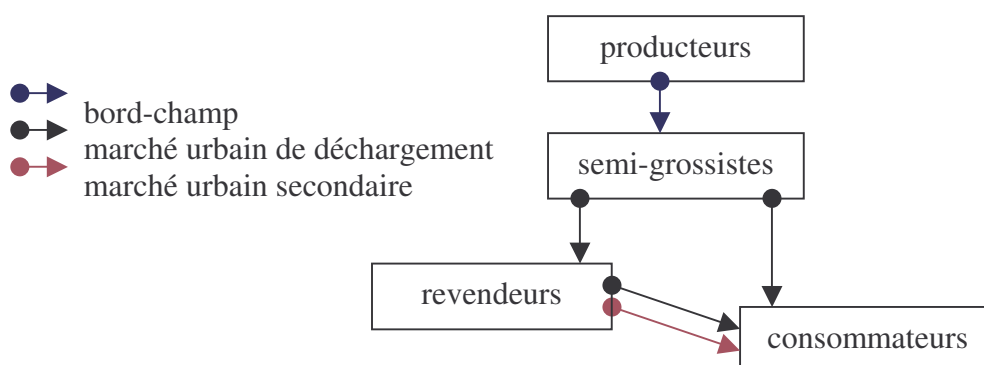 producteurs
bord-champ
marché urbain de déchargement
marché urbain secondaire
semi-grossistes
revendeurs
consommateurs